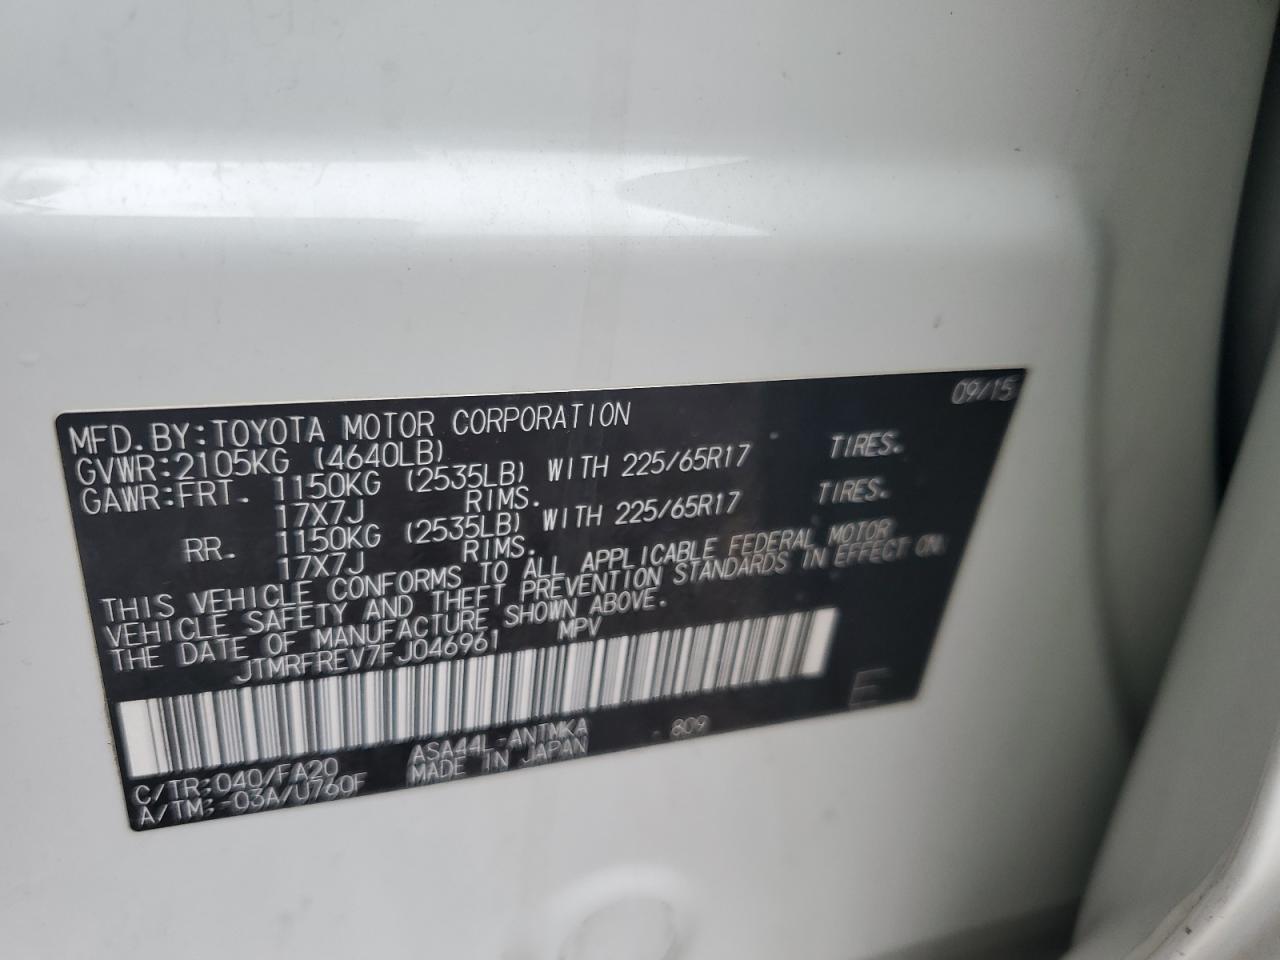 09/15
MFD. BY: TOYOTA MOTOR CORPORATION
GVWR: 2105KG (4640LB)
GAWR: FRT. 1150KG (2535LB) WITH 225/65R17 TIRES.
17X7J RIMS.
RR. 1150KG (2535LB) WITH 225/65R17 TIRES.
17X7J RIMS.
THIS VEHICLE CONFORMS TO ALL APPLICABLE FEDERAL MOTOR
VEHICLE SAFETY AND THEFT PREVENTION STANDARDS IN EFFECT ON
THE DATE OF MANUFACTURE SHOWN ABOVE.
JTMRFREV7FJ046961 MPV
E
C/TR: 040/FA20 ASA44L-ANTMKA 809
A/TM: -03A/U760F MADE IN JAPAN